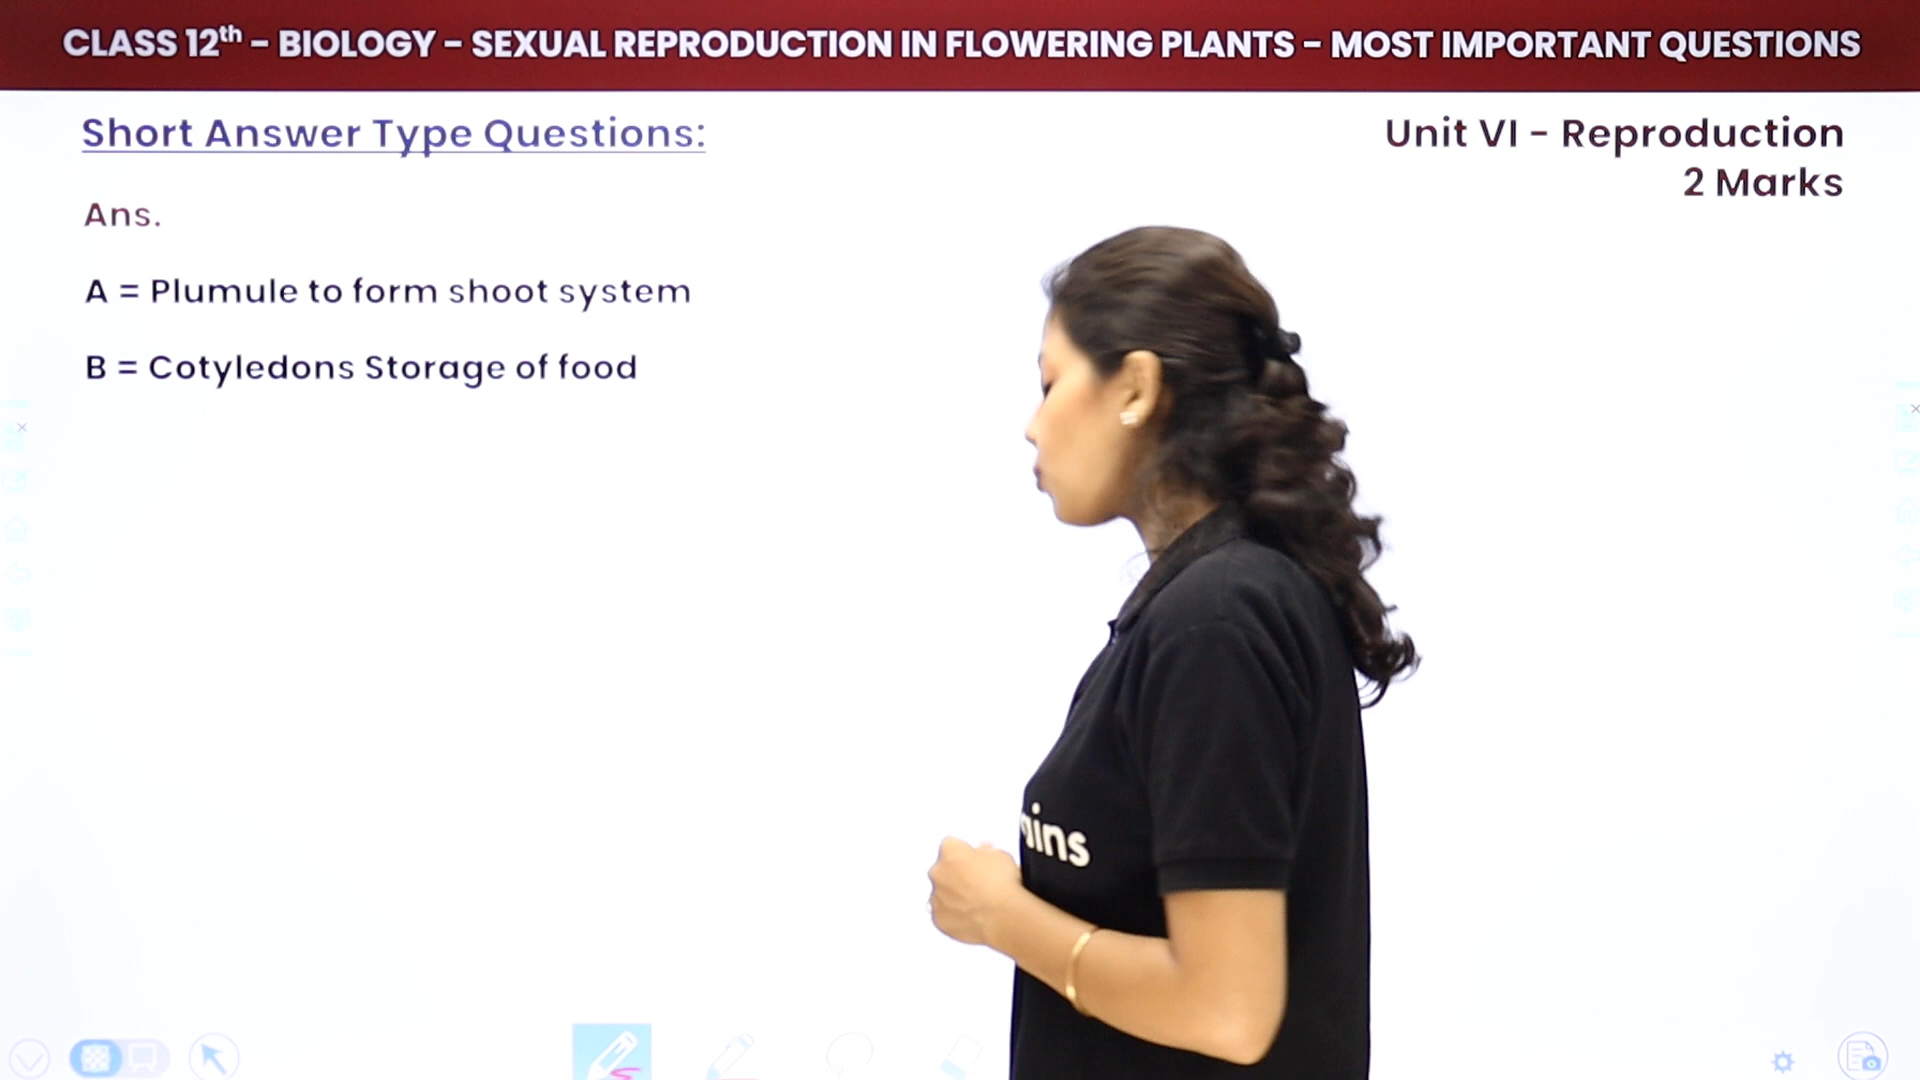 CLASS 12th – BIOLOGY – SEXUAL REPRODUCTION IN FLOWERING PLANTS – MOST IMPORTANT QUESTIONS
Short Answer Type Questions:
Unit VI – Reproduction
2 Marks
Ans.
A = Plumule to form shoot system
B = Cotyledons Storage of food